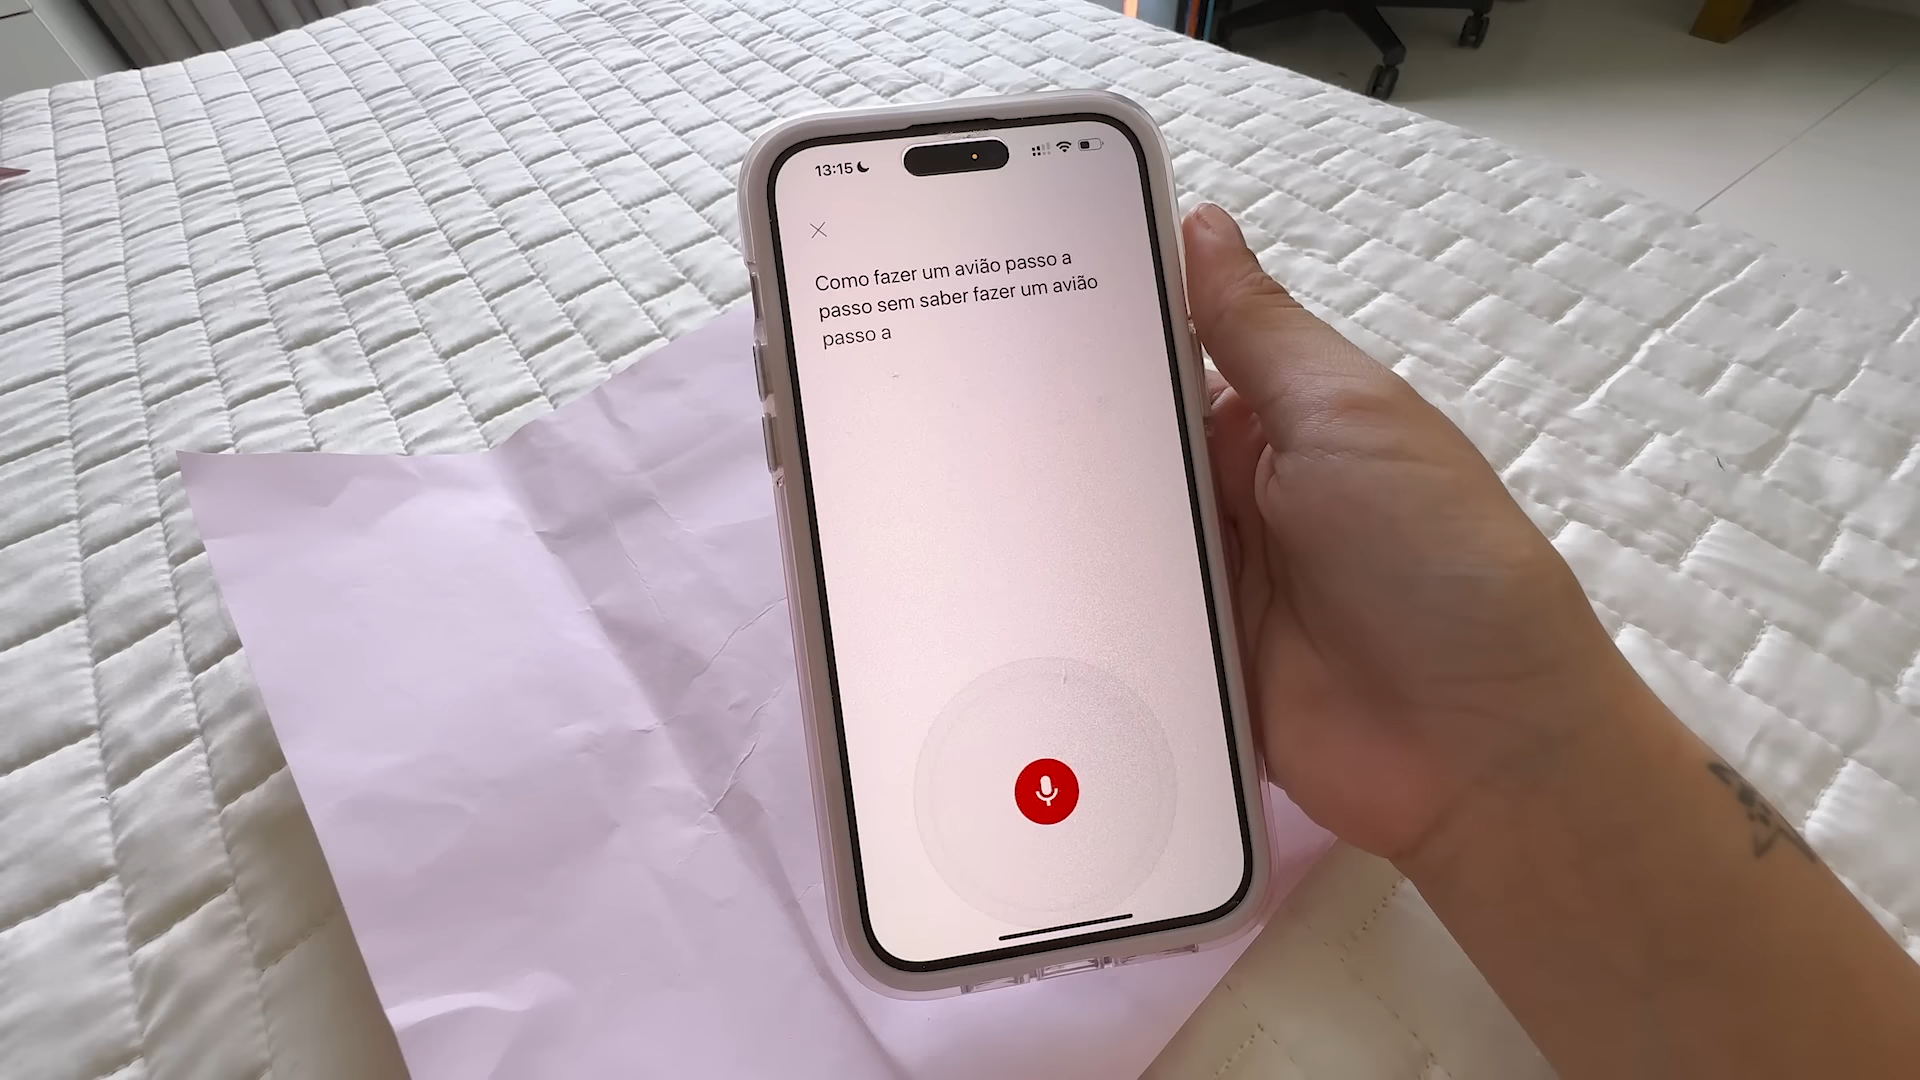 13:15
Como fazer um avião passo a
passo sem saber fazer um avião
passo a